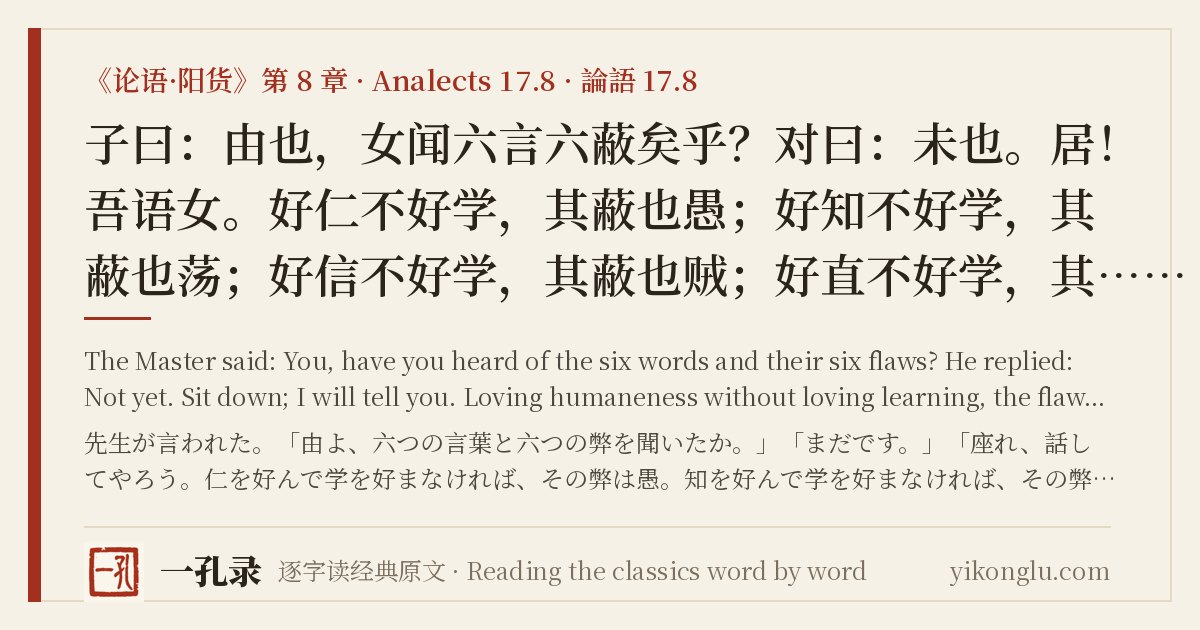 《论语·阳货》第 8 章 · Analects 17.8 · 論語 17.8
子曰：由也，女闻六言六蔽矣乎？对曰：未也。居！
吾语女。好仁不好学，其蔽也愚；好知不好学，其
蔽也荡；好信不好学，其蔽也贼；好直不好学，其……
The Master said: You, have you heard of the six words and their six flaws? He replied:
Not yet. Sit down; I will tell you. Loving humaneness without loving learning, the flaw...
先生が言われた。「由よ、六つの言葉と六つの弊を聞いたか。」「まだです。」「座れ、話し
てやろう。仁を好んで学を好まなければ、その弊は愚。知を好んで学を好まなければ、その弊…
一孔
一孔录 逐字读经典原文 · Reading the classics word by word yikonglu.com